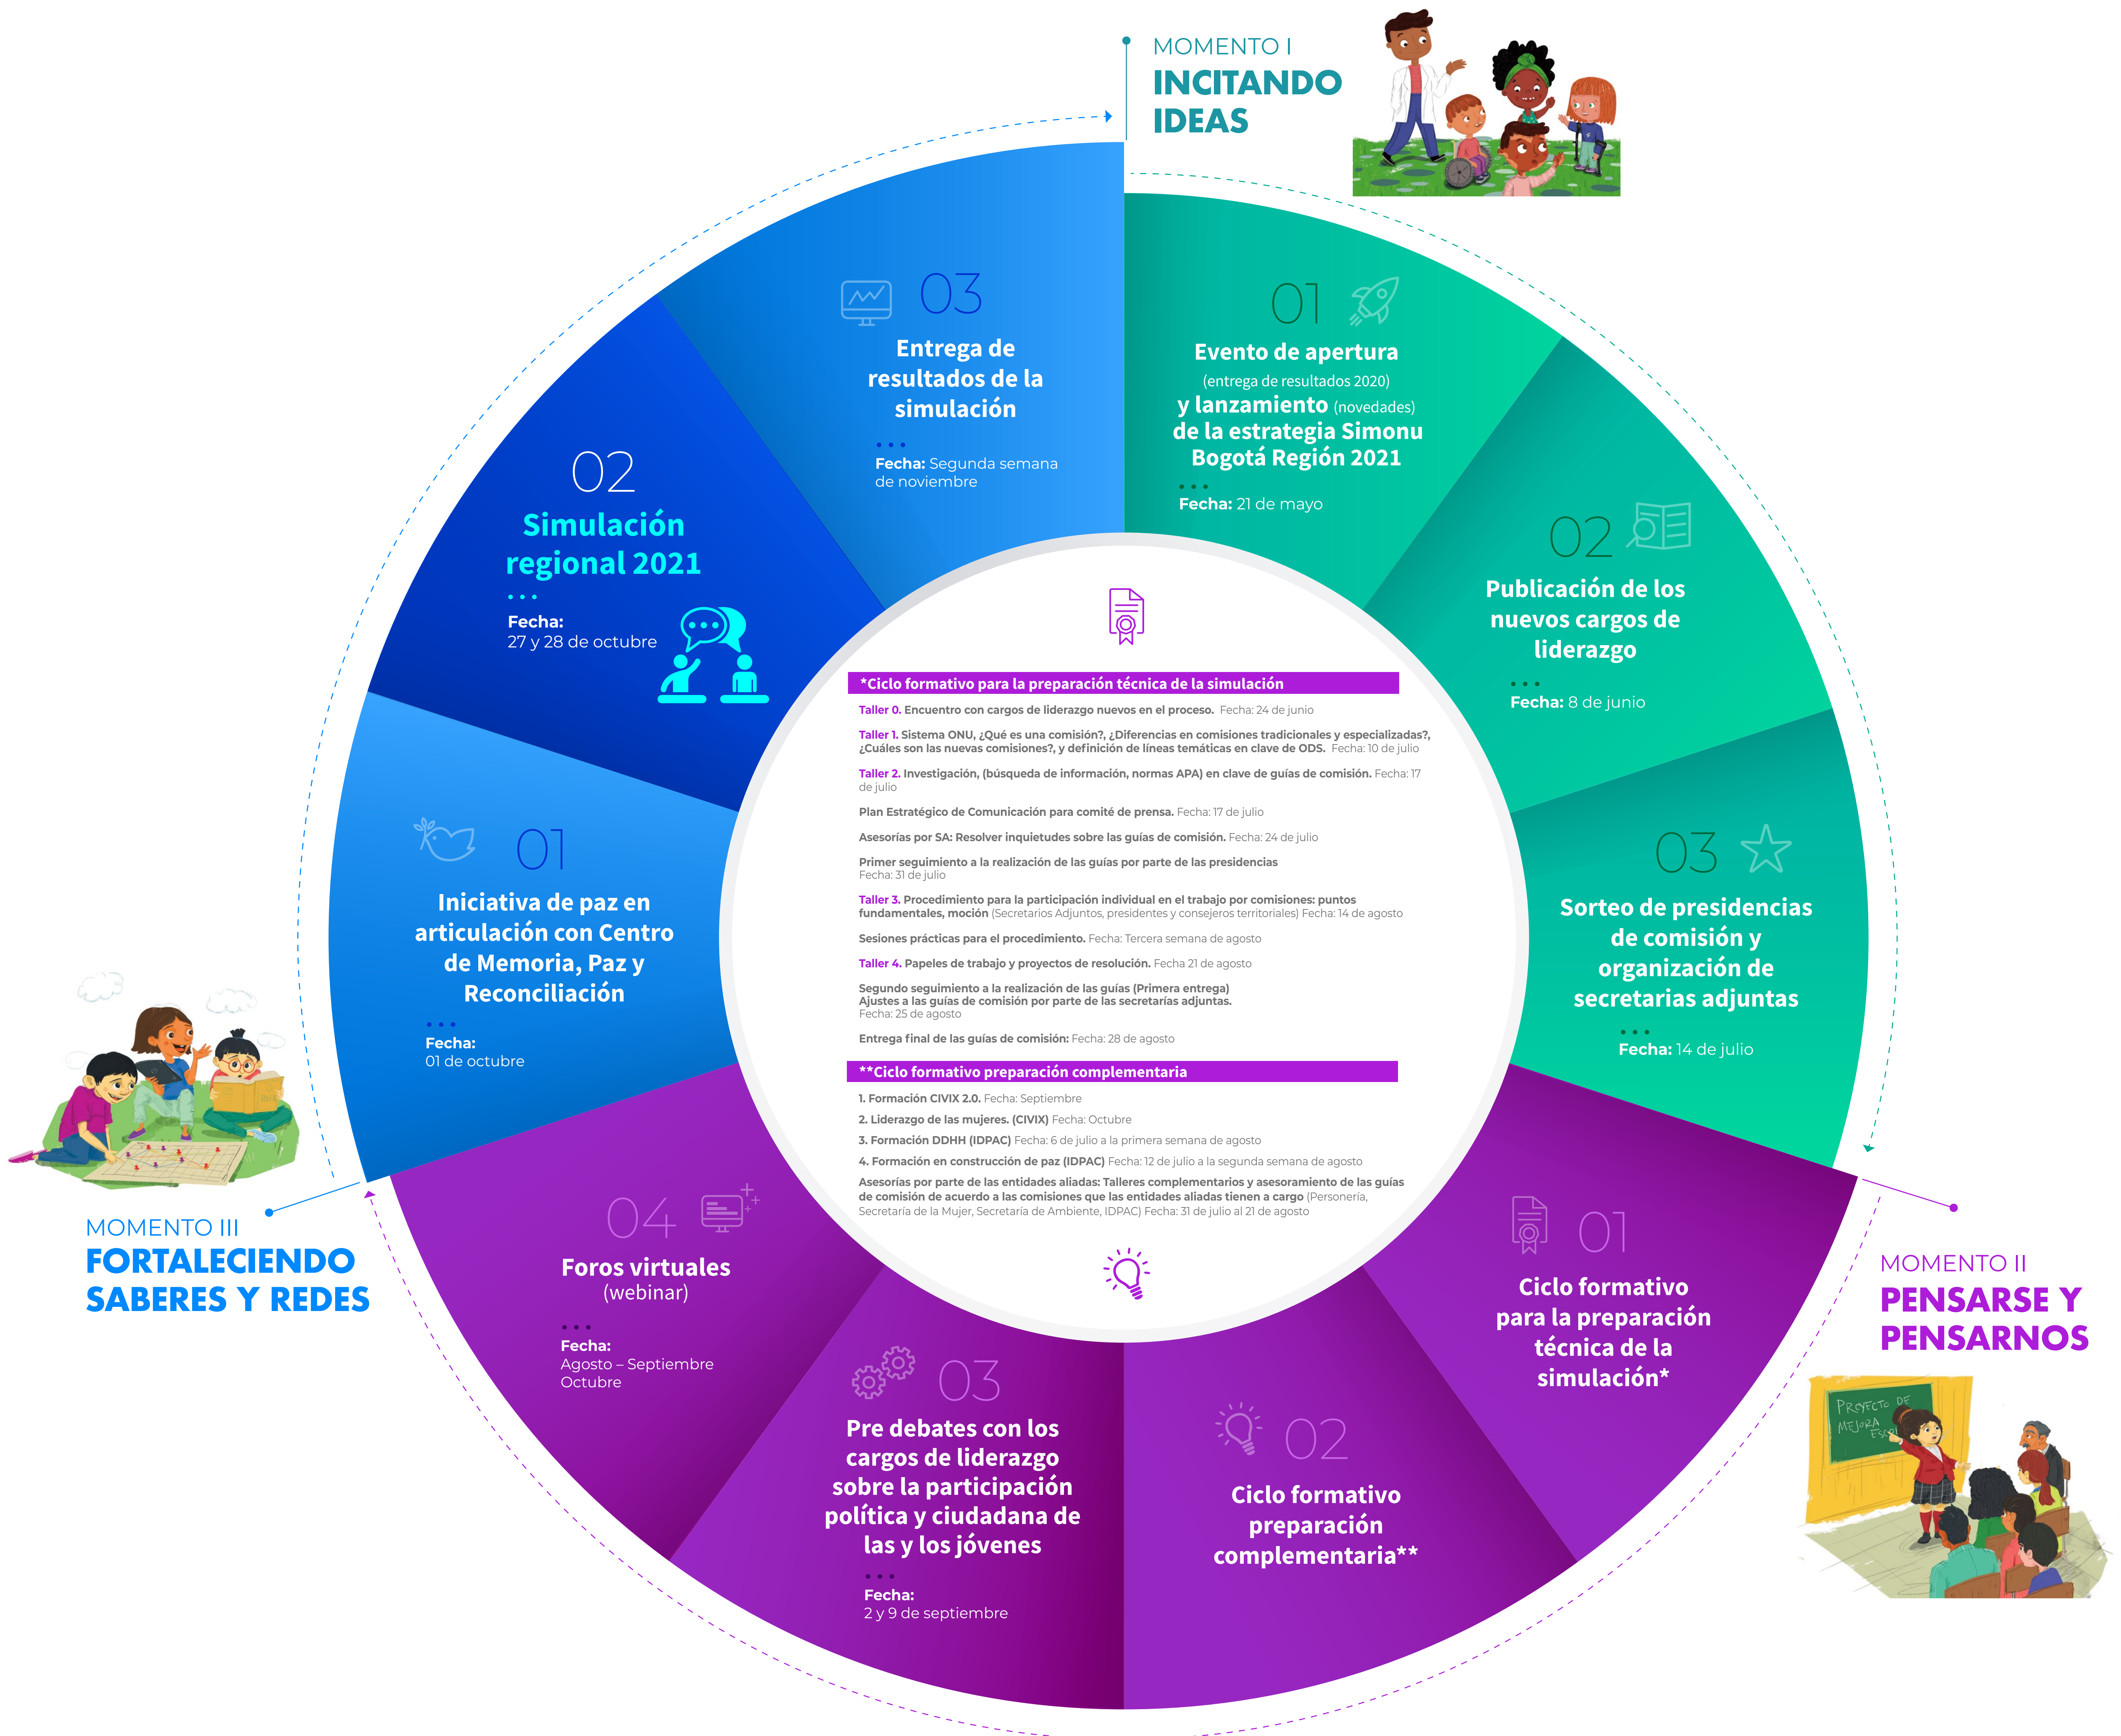 MOMENTO I
INCITANDO
IDEAS
01
Evento de apertura
(entrega de resultados 2020)
y lanzamiento (novedades)
de la estrategia Simonu
Bogotá Región 2021
Fecha: 21 de mayo
02
Publicación de los
nuevos cargos de
liderazgo
Fecha: 8 de junio
03
Sorteo de presidencias
de comisión y
organización de
secretarias adjuntas
Fecha: 14 de julio
MOMENTO II
PENSARSE Y
PENSARNOS
PROYECTO DE
MEJORA
ESCR
01
Ciclo formativo
para la preparación
técnica de la
simulación*
02
Ciclo formativo
preparación
complementaria**
03
Pre debates con los
cargos de liderazgo
sobre la participación
política y ciudadana de
las y los jóvenes
Fecha:
2 y 9 de septiembre
04
Foros virtuales
(webinar)
Fecha:
Agosto – Septiembre
Octubre
MOMENTO III
FORTALECIENDO
SABERES Y REDES
01
Iniciativa de paz en
articulación con Centro
de Memoria, Paz y
Reconciliación
Fecha:
01 de octubre
02
Simulación
regional 2021
Fecha:
27 y 28 de octubre
03
Entrega de
resultados de la
simulación
Fecha: Segunda semana
de noviembre
*Ciclo formativo para la preparación técnica de la simulación
Taller 0. Encuentro con cargos de liderazgo nuevos en el proceso. Fecha: 24 de junio
Taller 1. Sistema ONU, ¿Qué es una comisión?, ¿Diferencias en comisiones tradicionales y especializadas?,
¿Cuáles son las nuevas comisiones?, y definición de líneas temáticas en clave de ODS. Fecha: 10 de julio
Taller 2. Investigación, (búsqueda de información, normas APA) en clave de guías de comisión. Fecha: 17
de julio
Plan Estratégico de Comunicación para comité de prensa. Fecha: 17 de julio
Asesorías por SA: Resolver inquietudes sobre las guías de comisión. Fecha: 24 de julio
Primer seguimiento a la realización de las guías por parte de las presidencias
Fecha: 31 de julio
Taller 3. Procedimiento para la participación individual en el trabajo por comisiones: puntos
fundamentales, moción (Secretarios Adjuntos, presidentes y consejeros territoriales) Fecha: 14 de agosto
Sesiones prácticas para el procedimiento. Fecha: Tercera semana de agosto
Taller 4. Papeles de trabajo y proyectos de resolución. Fecha 21 de agosto
Segundo seguimiento a la realización de las guías (Primera entrega)
Ajustes a las guías de comisión por parte de las secretarías adjuntas.
Fecha: 25 de agosto
Entrega final de las guías de comisión: Fecha: 28 de agosto
**Ciclo formativo preparación complementaria
1. Formación CIVIX 2.0. Fecha: Septiembre
2. Liderazgo de las mujeres. (CIVIX) Fecha: Octubre
3. Formación DDHH (IDPAC) Fecha: 6 de julio a la primera semana de agosto
4. Formación en construcción de paz (IDPAC) Fecha: 12 de julio a la segunda semana de agosto
Asesorías por parte de las entidades aliadas: Talleres complementarios y asesoramiento de las guías
de comisión de acuerdo a las comisiones que las entidades aliadas tienen a cargo (Personería,
Secretaría de la Mujer, Secretaría de Ambiente, IDPAC) Fecha: 31 de julio al 21 de agosto